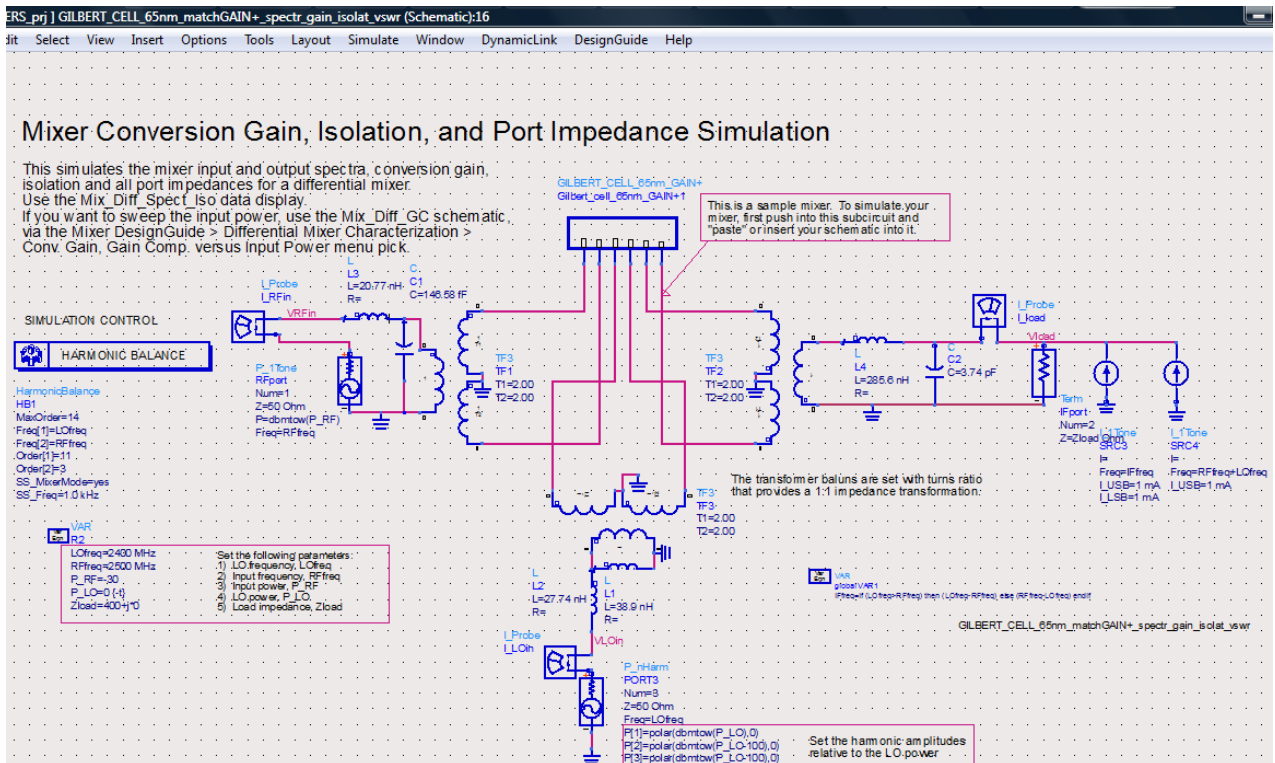 ERS_prj ] GILBERT_CELL_65nm_matchGAIN+_spectr_gain_isolat_vswr (Schematic):16
dit Select View Insert Options Tools Layout Simulate Window DynamicLink DesignGuide Help
Mixer Conversion Gain, Isolation, and Port Impedance Simulation
This simulates the mixer input and output spectra, conversion gain,
isolation and all port impedances for a differential mixer.
Use the Mix_Diff_Spect_Iso data display.
If you want to sweep the input power, use the Mix_Diff_GC schematic,
via the Mixer DesignGuide > Differential Mixer Characterization >
Conv. Gain, Gain Comp. versus Input Power menu pick.
GILBERT_CELL_65nm_GAIN+
Gilbert_cell_65nm_GAIN+1
This is a sample mixer. To simulate your
mixer, first push into this subcircuit and
"paste" or insert your schematic into it.
I_Probe
I_RFin
VRFin
L
L3
L=20.77 nH
R=
C
C1
C=146.58 fF
SIMULATION CONTROL
HARMONIC BALANCE
HarmonicBalance
HB1
MaxOrder=14
Freq[1]=LOfreq
Freq[2]=RFfreq
Order[1]=11
Order[2]=3
SS_MixerMode=yes
SS_Freq=1.0 kHz
P_1Tone
RFport
Num=1
Z=50 Ohm
P=dbmtow(P_RF)
Freq=RFfreq
TF3
TF1
T1=2.00
T2=2.00
TF3
TF2
T1=2.00
T2=2.00
L
L4
L=285.6 nH
R=
C
C2
C=3.74 pF
I_Probe
I_load
Vload
Term
IFport
Num=2
Z=Zload Ohm
I_1Tone
SRC3
I=
Freq=IFfreq
I_USB=1 mA
I_LSB=1 mA
I_1Tone
SRC4
I=
Freq=RFfreq+LOfreq
I_USB=1 mA
The transformer baluns are set with turns ratio
that provides a 1:1 impedance transformation.
TF3
TF3
T1=2.00
T2=2.00
VAR
R2
LOfreq=2400 MHz
RFfreq=2500 MHz
P_RF=-30
P_LO=0 {-t}
Zload=400+j*0
Set the following parameters:
1) LO frequency, LOfreq
2) Input frequency, RFfreq
3) Input power, P_RF
4) LO power, P_LO
5) Load impedance, Zload
L
L2
L=27.74 nH
R=
L
L1
L=38.9 nH
R=
I_Probe
I_LOin
VLOin
Var
Eqn
VAR
globalVAR1
IFfreq=if (LOfreq>RFfreq) then (LOfreq-RFfreq) else (RFfreq-LOfreq) endif
GILBERT_CELL_65nm_matchGAIN+_spectr_gain_isolat_vswr
P_nHarm
PORT3
Num=3
Z=50 Ohm
Freq=LOfreq
P[1]=polar(dbmtow(P_LO),0)
P[2]=polar(dbmtow(P_LO-100),0)
P[3]=polar(dbmtow(P_LO-100),0)
Set the harmonic amplitudes
relative to the LO power